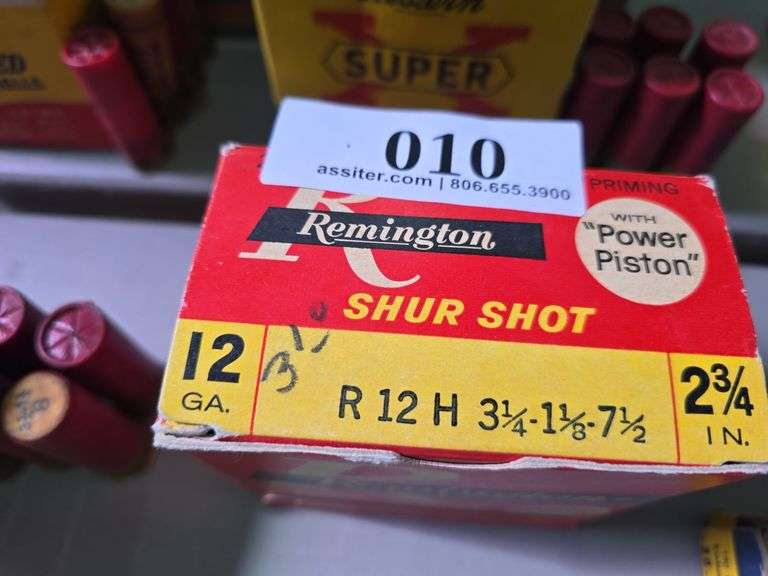 ED
SUPER
010
assiter.com | 806.655.3900
PRIMING
R
Remington
WITH
"Power
Piston"
SHUR SHOT
12
GA.
R 12 H 3¼-1⅛-7½
2¾
IN.